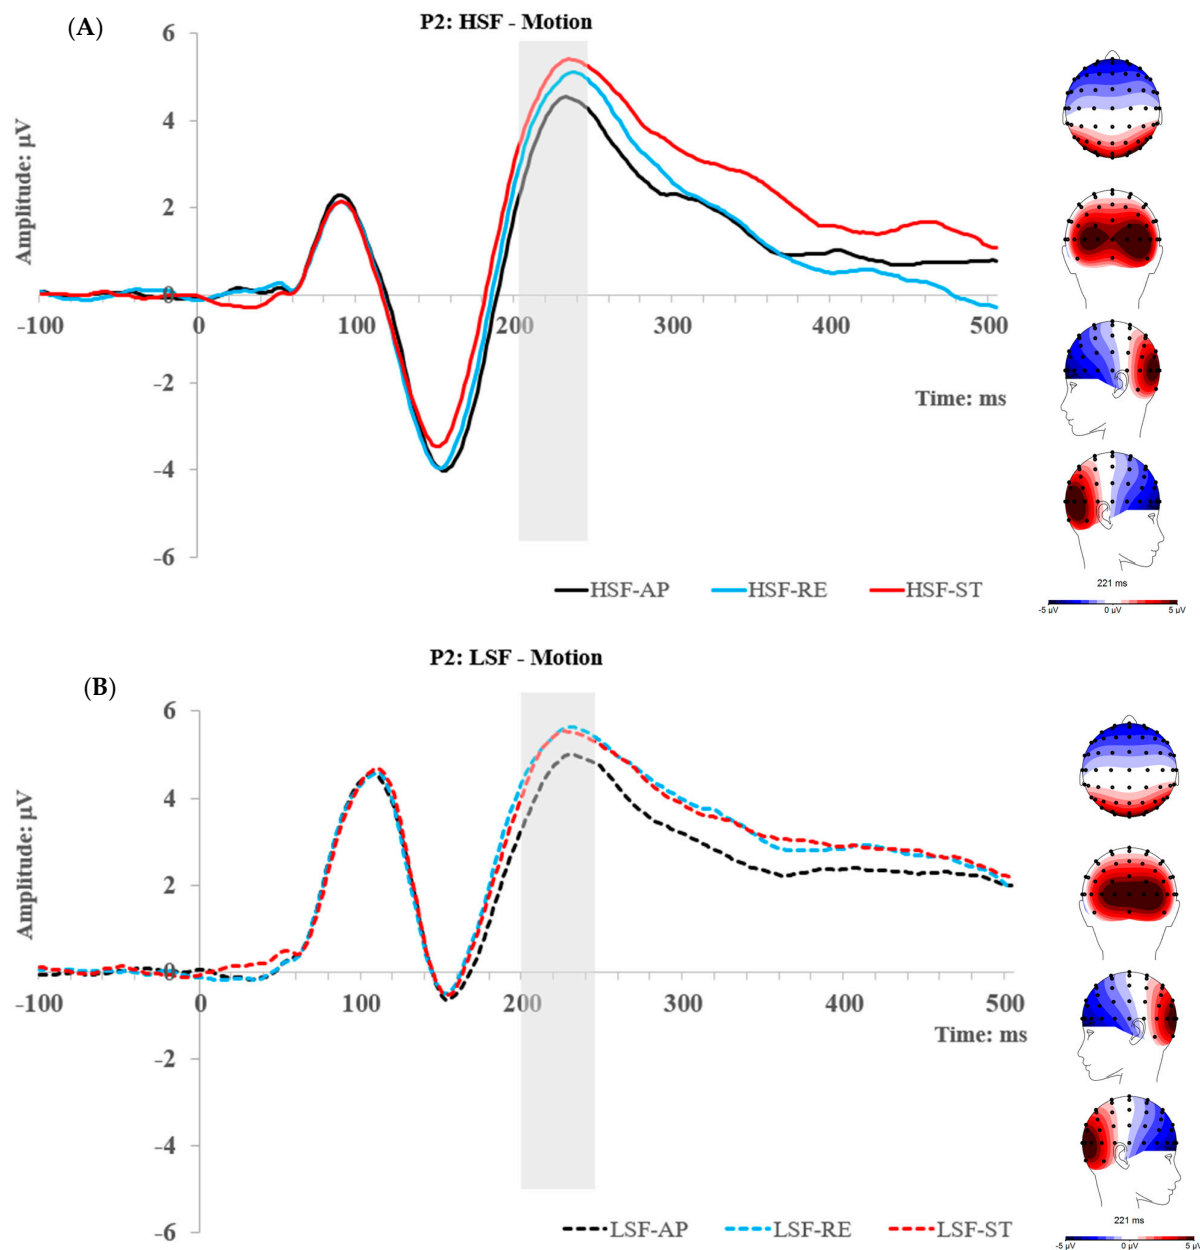 (A)
P2: HSF - Motion
6
4
2
0
-2
-4
-6
Amplitude: µV
-100
0
100
200
300
400
500
Time: ms
HSF-AP
HSF-RE
HSF-ST
221 ms
-5 µV
0 µV
5 µV
P2: LSF - Motion
(B)
6
4
2
0
-2
-4
-6
Amplitude: µV
-100
0
100
200
300
400
500
Time: ms
LSF-AP
LSF-RE
LSF-ST
221 ms
-5 µV
0 µV
5 µV